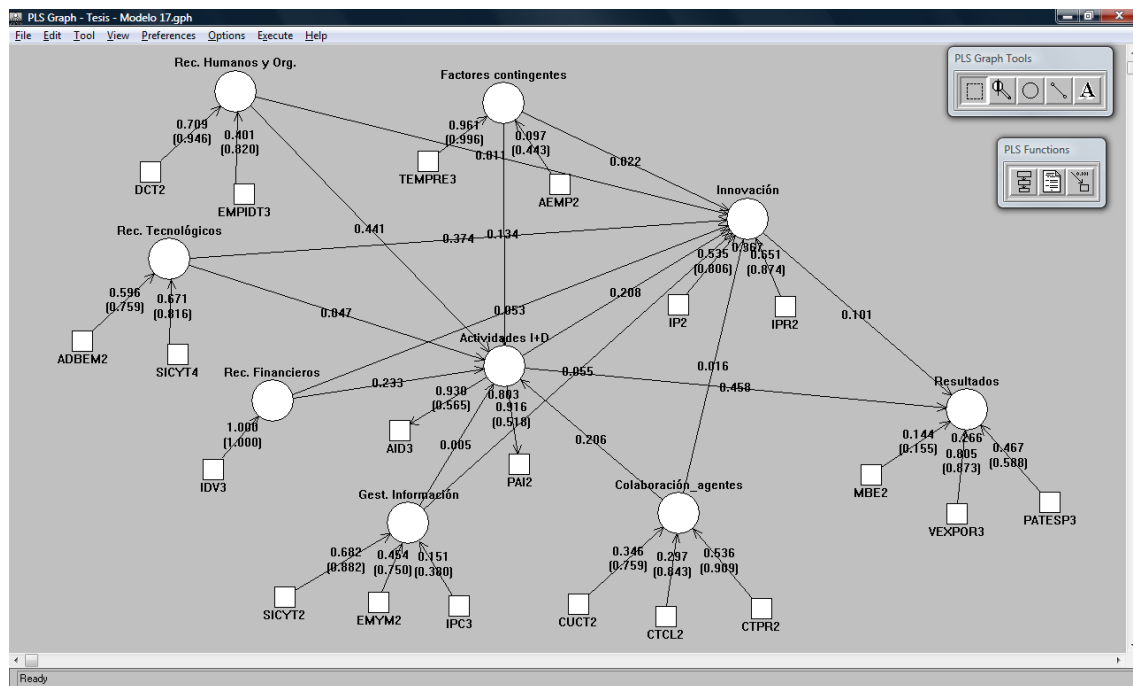 PLS Graph - Tesis - Modelo 17.gph
File Edit Tool View Preferences Options Execute Help
PLS Graph Tools
A
PLS Functions
Rec. Humanos y Org.
Factores contingentes
0.709
(0.946)
0.401
(0.820)
DCT2
EMPIDT3
0.961
(0.996)
0.097
(0.443)
TEMPRE3
AEMP2
0.011
0.022
Innovación
Rec. Tecnológicos
0.441
0.374
0.134
0.367
0.535
(0.806)
0.651
(0.874)
IP2
IPR2
0.596
(0.759)
0.671
(0.816)
ADBEM2
SICYT4
0.047
0.053
0.208
0.101
Actividades I+D
Rec. Financieros
0.233
0.803
0.055
0.016
0.458
Resultados
0.930
(0.565)
0.916
(0.518)
AID3
PAI2
1.000
(1.000)
IDV3
0.005
0.206
0.266
0.144
(0.155)
0.805
(0.873)
0.467
(0.588)
MBE2
VEXPOR3
PATESP3
Gest. Información
Colaboración_agentes
0.682
(0.882)
0.454
(0.750)
0.151
(0.380)
SICYT2
EMYM2
IPC3
0.346
(0.759)
0.297
(0.843)
0.536
(0.909)
CUCT2
CTCL2
CTPR2
Ready